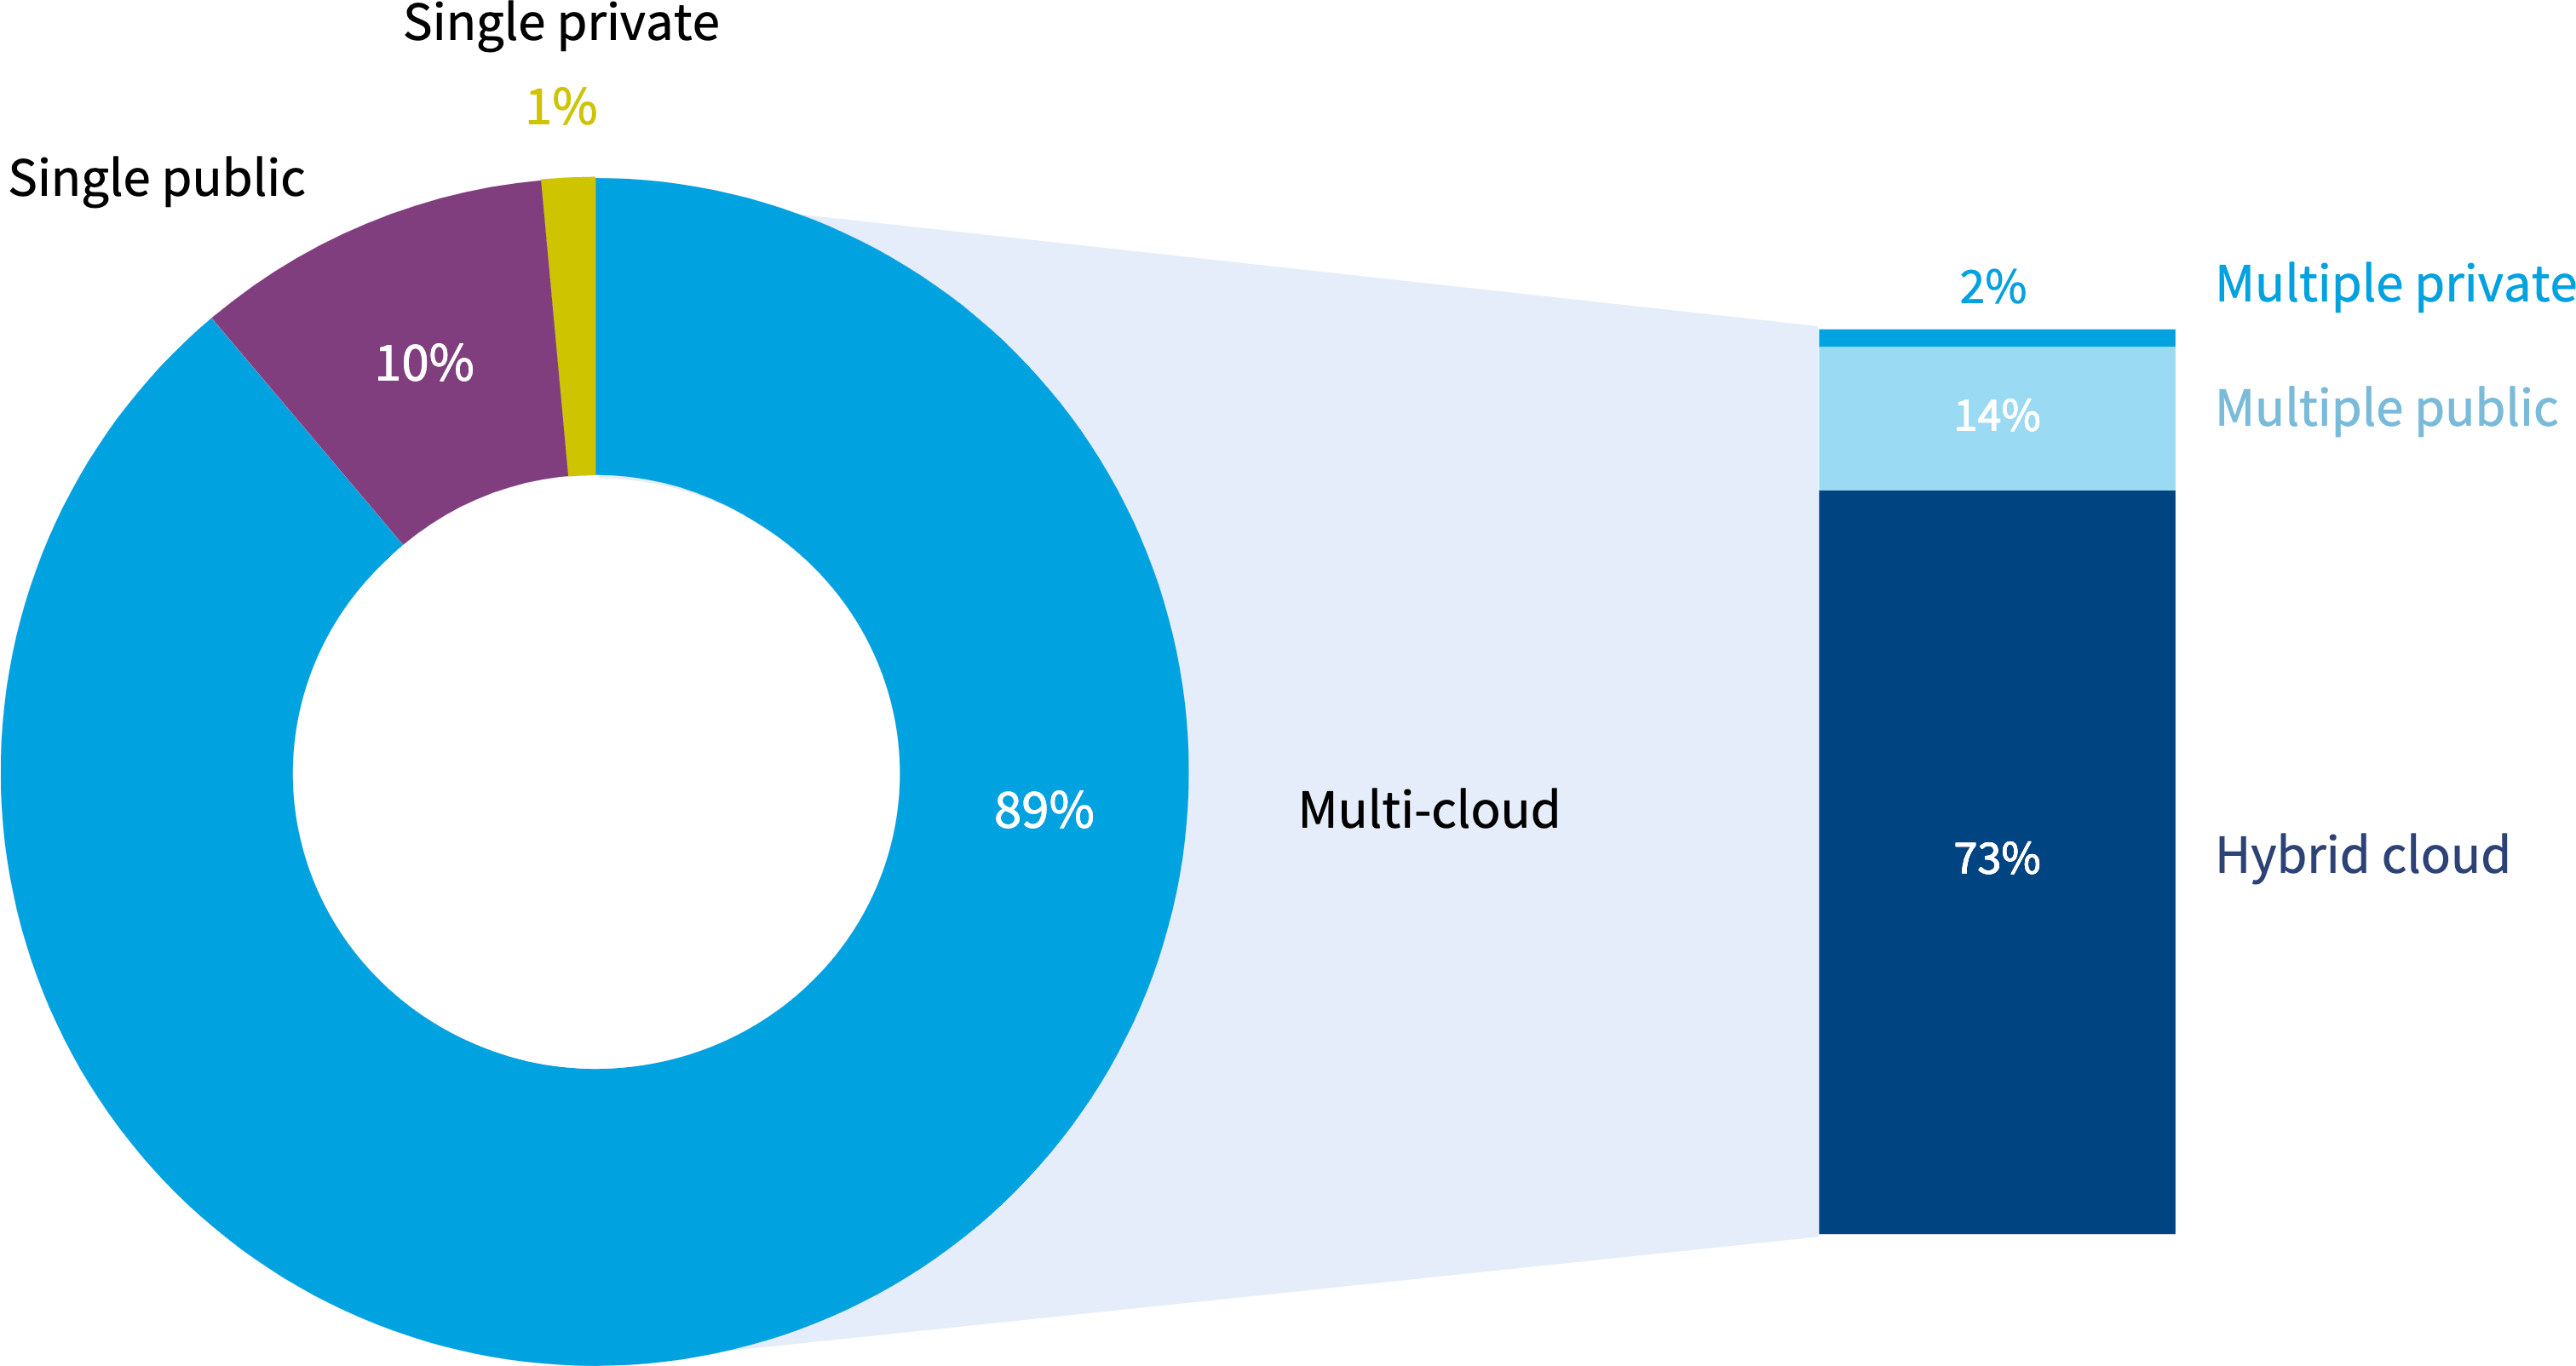 Single private
1%
Single public
10%
89%
Multi-cloud
2%
Multiple private
14%
Multiple public
73%
Hybrid cloud